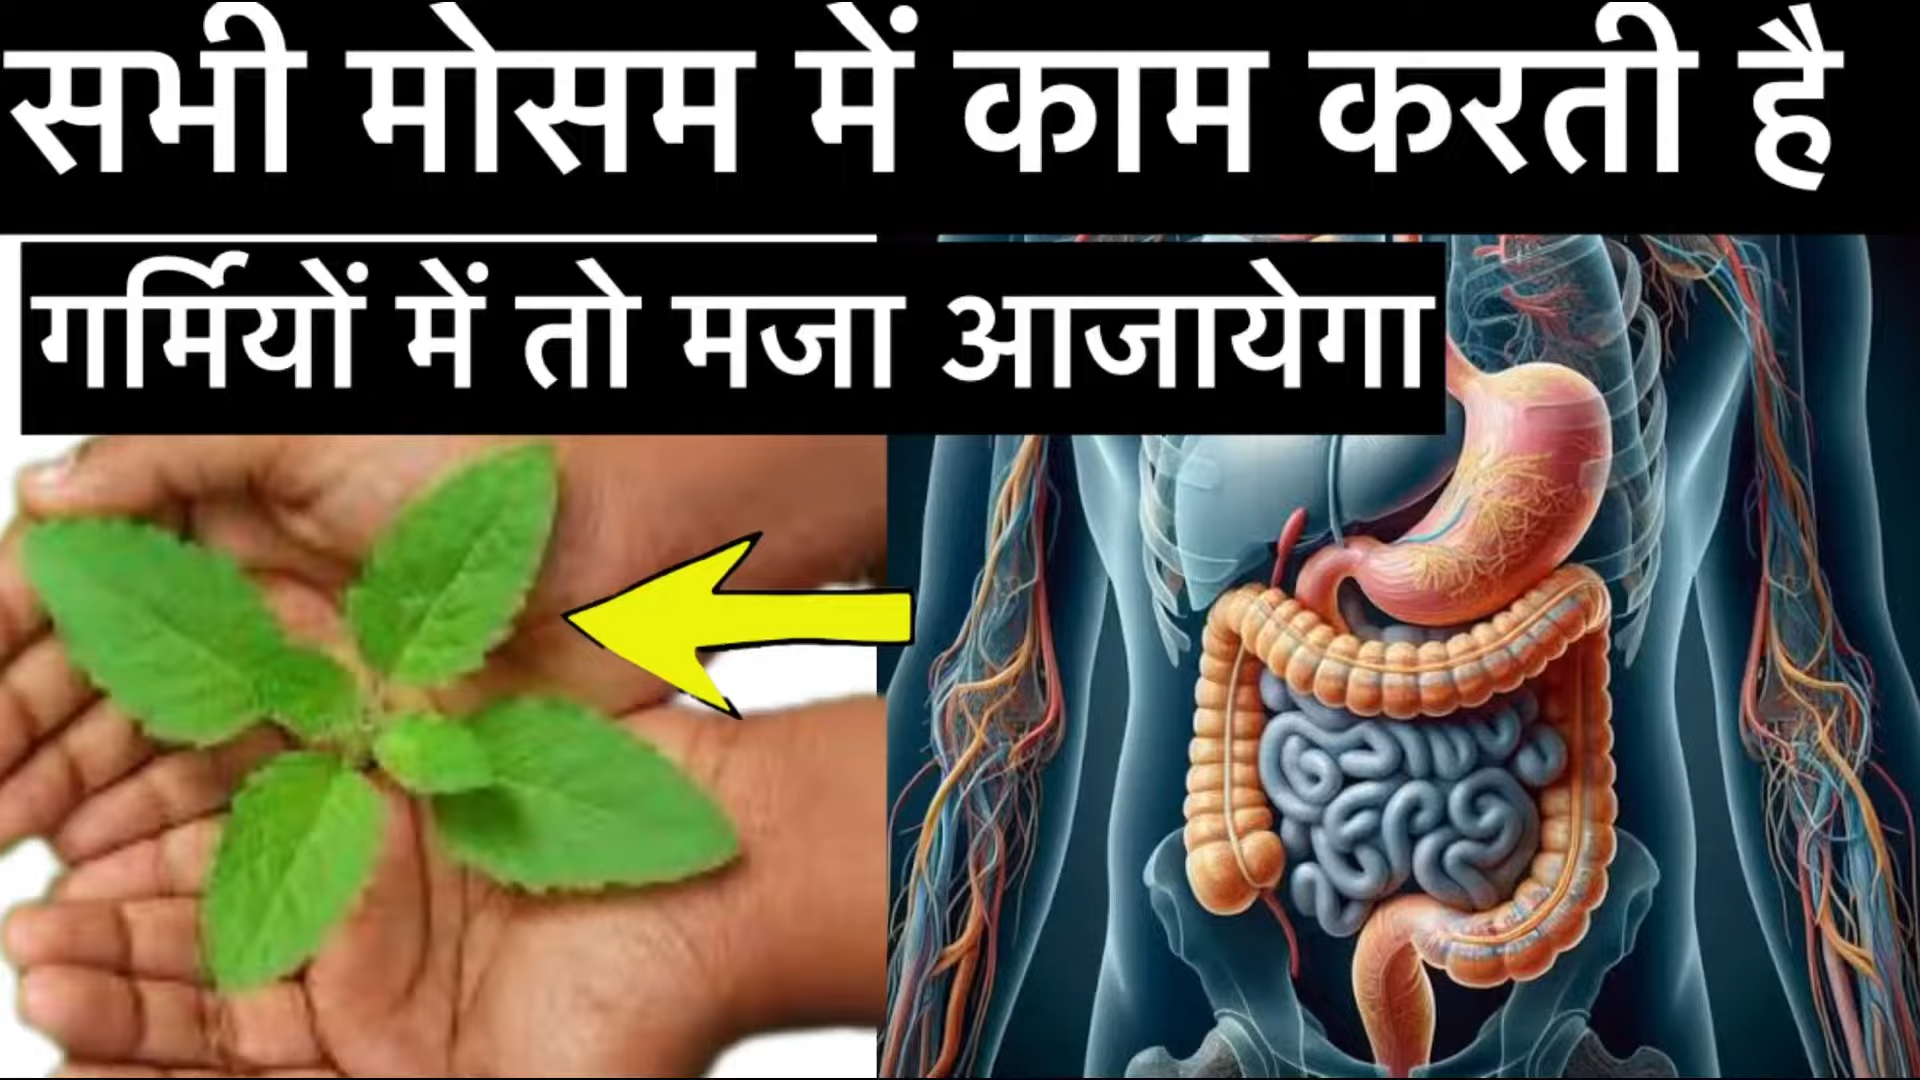 सभी मोसम में काम करती है
गर्मियों में तो मजा आजायेगा